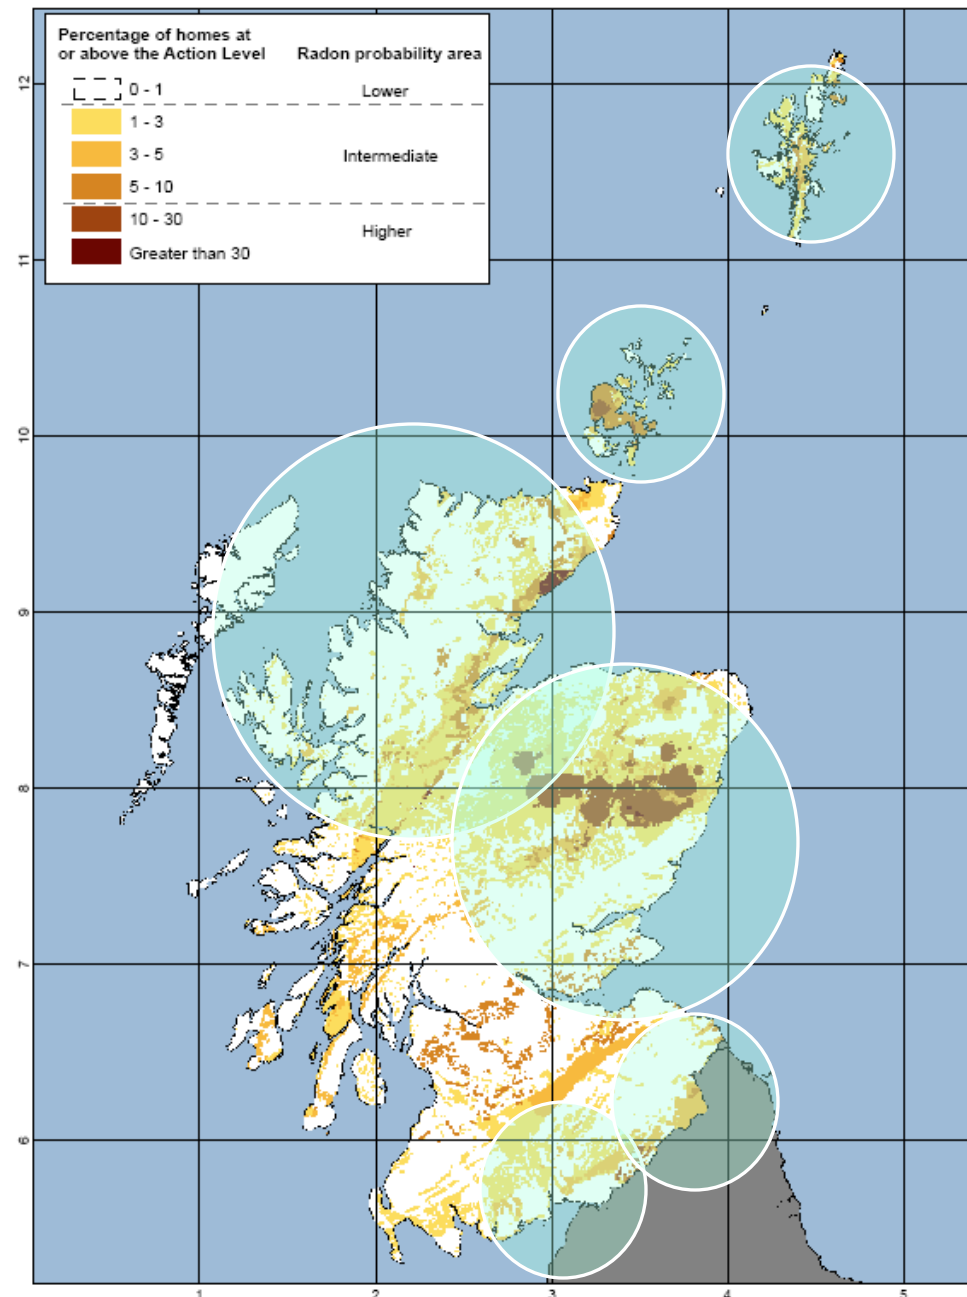 Percentage of homes at
or above the Action Level
Radon probability area
0 - 1
Lower
1 - 3
3 - 5
Intermediate
5 - 10
10 - 30
Higher
Greater than 30
12
11
10
9
8
7
6
1
2
3
4
5